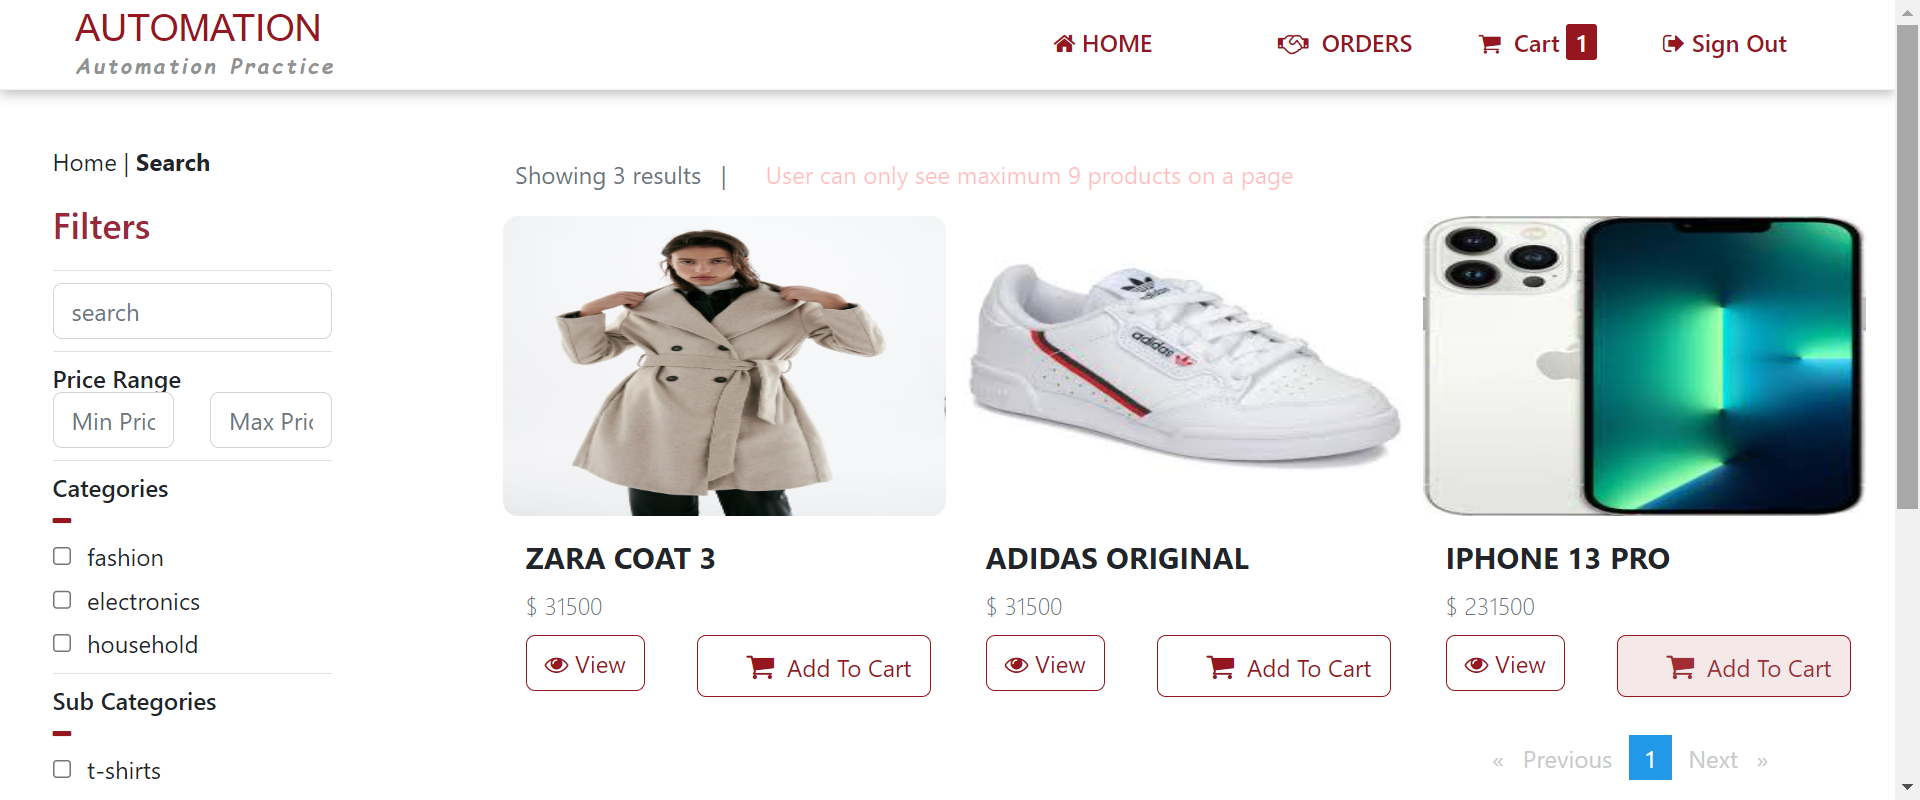 AUTOMATION
Automation Practice
HOME
ORDERS
Cart 1
Sign Out
Home | Search
Showing 3 results |
User can only see maximum 9 products on a page
Filters
search
Price Range
Min Pric
Max Pric
Categories
fashion
electronics
household
Sub Categories
t-shirts
adidas
adidas
ZARA COAT 3
$ 31500
View
Add To Cart
ADIDAS ORIGINAL
$ 31500
View
Add To Cart
IPHONE 13 PRO
$ 231500
View
Add To Cart
« Previous 1 Next »